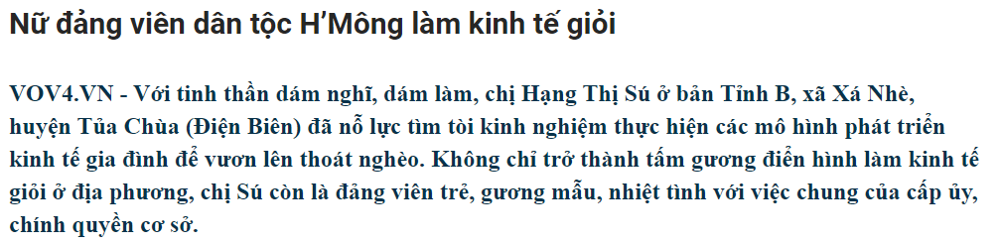 Nữ đảng viên dân tộc H’Mông làm kinh tế giỏi
VOV4.VN - Với tinh thần dám nghĩ, dám làm, chị Hạng Thị Sú ở bản Tỉnh B, xã Xá Nhè,
huyện Tủa Chùa (Điện Biên) đã nỗ lực tìm tòi kinh nghiệm thực hiện các mô hình phát triển
kinh tế gia đình để vươn lên thoát nghèo. Không chỉ trở thành tấm gương điển hình làm kinh tế
giỏi ở địa phương, chị Sú còn là đảng viên trẻ, gương mẫu, nhiệt tình với việc chung của cấp ủy,
chính quyền cơ sở.